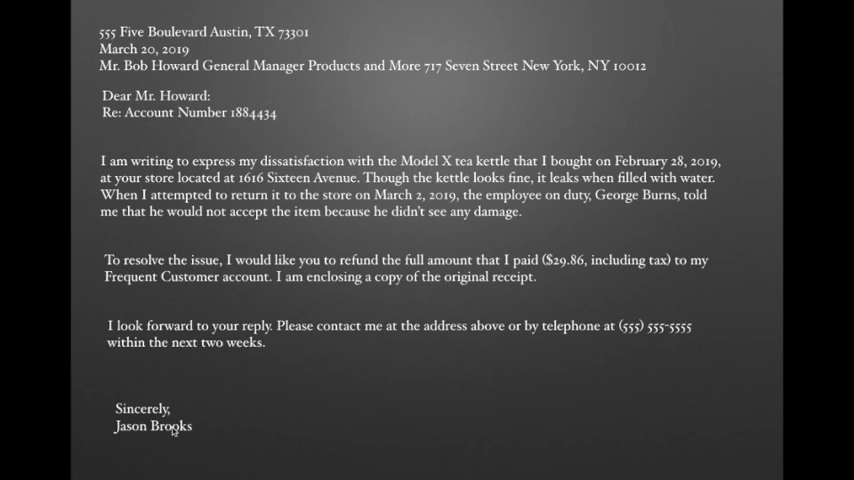 555 Five Boulevard Austin, TX 73301
March 20, 2019
Mr. Bob Howard General Manager Products and More 717 Seven Street New York, NY 10012
Dear Mr. Howard:
Re: Account Number 1884434
I am writing to express my dissatisfaction with the Model X tea kettle that I bought on February 28, 2019,
at your store located at 1616 Sixteen Avenue. Though the kettle looks fine, it leaks when filled with water.
When I attempted to return it to the store on March 2, 2019, the employee on duty, George Burns, told
me that he would not accept the item because he didn't see any damage.
To resolve the issue, I would like you to refund the full amount that I paid ($29.86, including tax) to my
Frequent Customer account. I am enclosing a copy of the original receipt.
I look forward to your reply. Please contact me at the address above or by telephone at (555) 555-5555
within the next two weeks.
Sincerely,
Jason Brooks